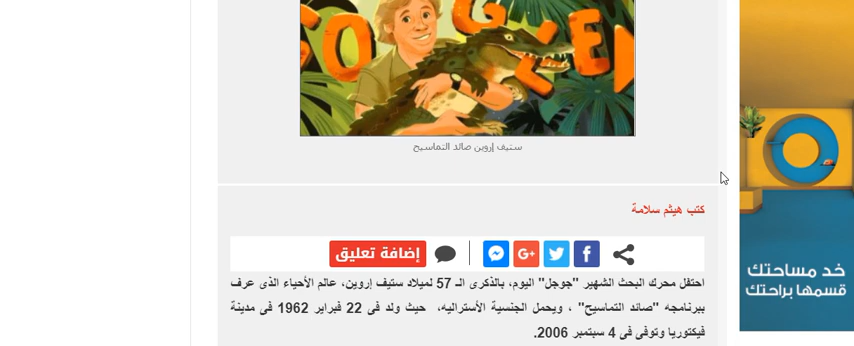 GOOGLE
ستيف إروين صائد التماسيح
كتب هيثم سلامة
إضافة تعليق
احتفل محرك البحث الشهير "جوجل" اليوم، بالذكرى الـ 57 لميلاد ستيف إروين، عالم الأحياء الذى عرف
ببرنامجه "صائد التماسيح" ، ويحمل الجنسية الأستراليه، حيث ولد فى 22 فبراير 1962 فى مدينة
فيكتوريا وتوفى فى 4 سبتمبر 2006.
خد مساحتك
قسمها براحتك